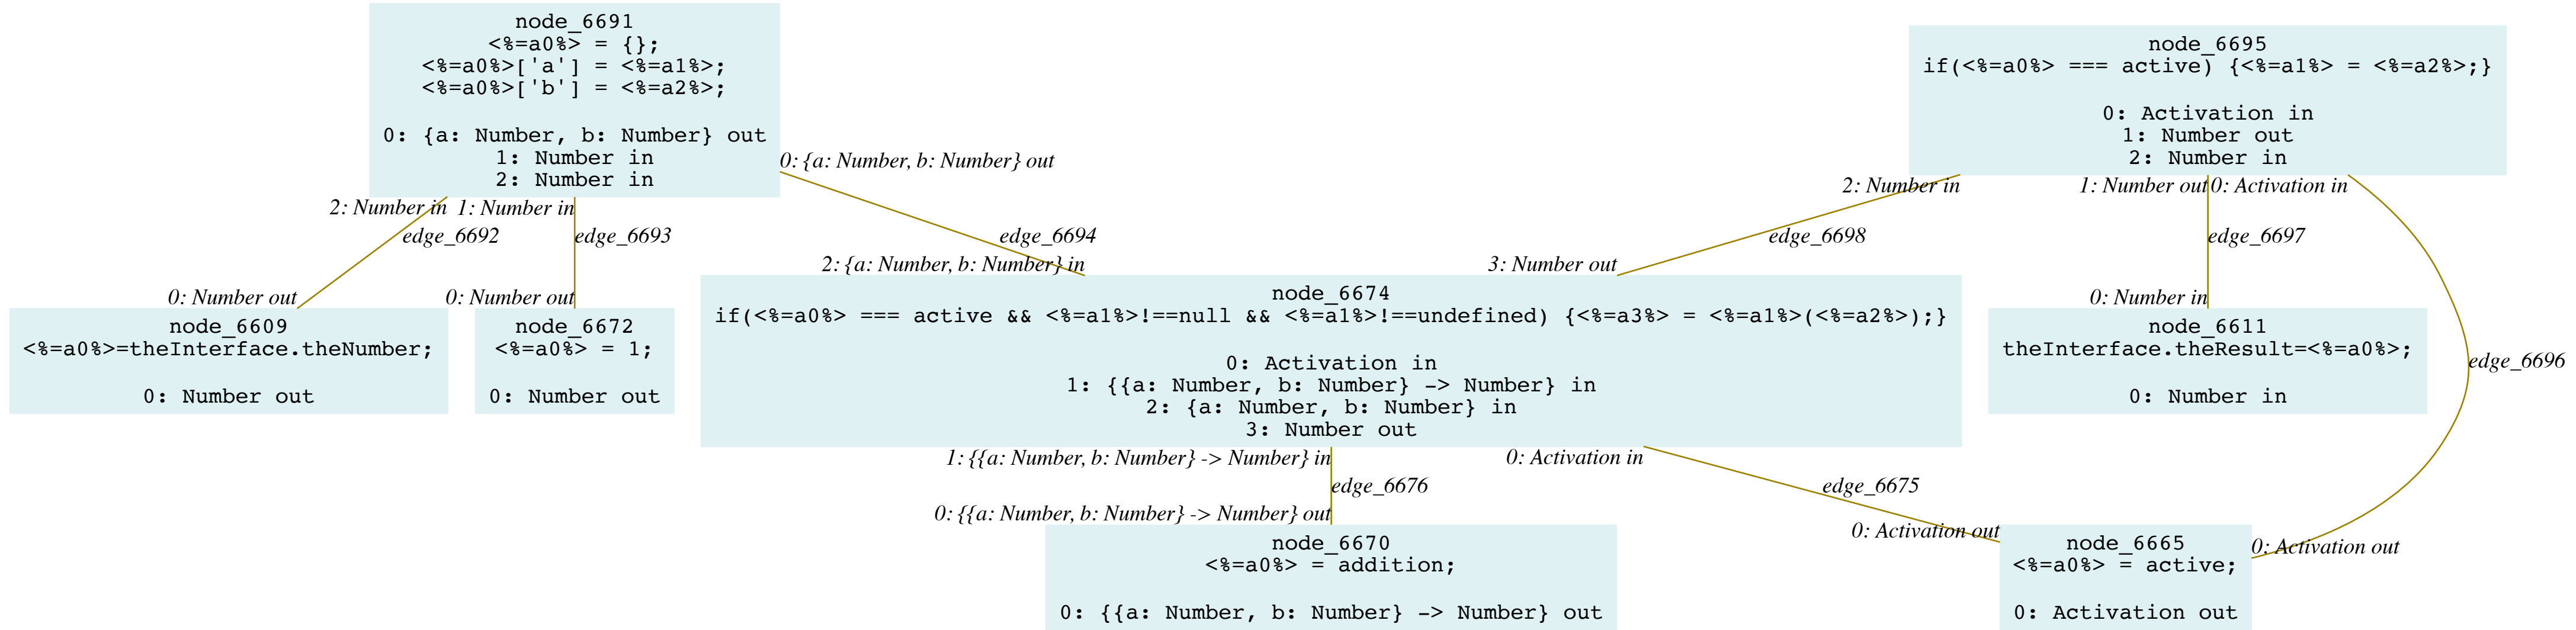 node_6691
<%=a0%> = {};
<%=a0%>['a'] = <%=a1%>;
<%=a0%>['b'] = <%=a2%>;
0: {a: Number, b: Number} out
1: Number in
2: Number in
node_6695
if(<%=a0%> === active) {<%=a1%> = <%=a2%>;}
0: Activation in
1: Number out
2: Number in
0: {a: Number, b: Number} out
2: Number in
1: Number in
2: Number in
1: Number out
0: Activation in
edge_6692
edge_6693
edge_6694
edge_6698
edge_6697
2: {a: Number, b: Number} in
3: Number out
0: Number out
0: Number out
0: Number in
node_6609
<%=a0%>=theInterface.theNumber;
0: Number out
node_6672
<%=a0%> = 1;
0: Number out
node_6674
if(<%=a0%> === active && <%=a1%>!==null && <%=a1%>!==undefined) {<%=a3%> = <%=a1%>(<%=a2%>);}
0: Activation in
1: {{a: Number, b: Number} -> Number} in
2: {a: Number, b: Number} in
3: Number out
node_6611
theInterface.theResult=<%=a0%>;
0: Number in
edge_6696
1: {{a: Number, b: Number} -> Number} in
0: Activation in
edge_6676
edge_6675
0: {{a: Number, b: Number} -> Number} out
0: Activation out
0: Activation out
node_6670
<%=a0%> = addition;
0: {{a: Number, b: Number} -> Number} out
node_6665
<%=a0%> = active;
0: Activation out